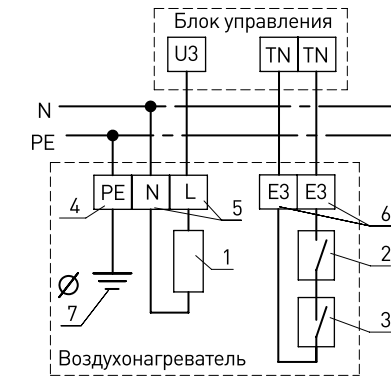 Блок управления
U3 TN TN
N
PE
PE N L E3 E3
4 5 6
1 2
7 3
Воздухонагреватель